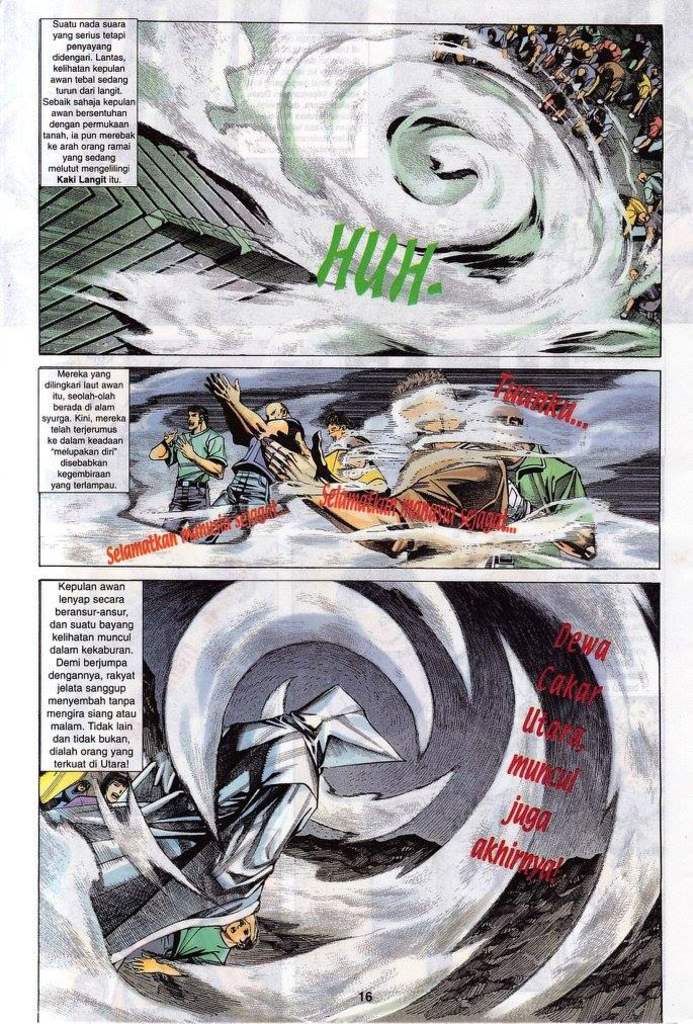 Suatu nada suara
yang serius tetapi
penyayang
didengari. Lantas,
kelihatan kepulan
awan tebal sedang
turun dari langit.
Sebaik sahaja kepulan
awan bersentuhan
dengan permukaan
tanah, ia pun merebak
ke arah orang ramai
yang sedang
melutut mengelilingi
Kaki Langit itu.
HUH.
Mereka yang
dilingkari laut awan
itu, seolah-olah
berada di alam
syurga. Kini, mereka
telah terjerumus
ke dalam keadaan
"melupakan diri"
disebabkan
kegembiraan
yang terlampau.
Tuanku...
Selamatkan manusia sejagat...
Selamatkan manusia sejagat...
Kepulan awan
lenyap secara
beransur-ansur,
dan suatu bayang
kelihatan muncul
dalam kekaburan.
Demi berjumpa
dengannya, rakyat
jelata sanggup
menyembah tanpa
mengira siang atau
malam. Tidak lain
dan tidak bukan,
dialah orang yang
terkuat di Utara!
Dewa
Cakar
Utara,
muncul
juga
akhirnya!
16